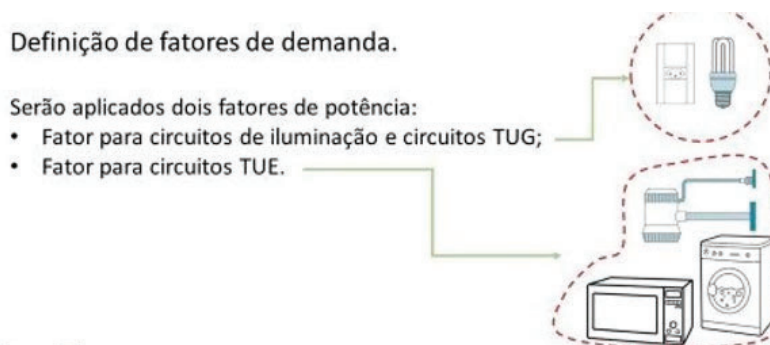 Definição de fatores de demanda.
Serão aplicados dois fatores de potência:
• Fator para circuitos de iluminação e circuitos TUG;
• Fator para circuitos TUE.